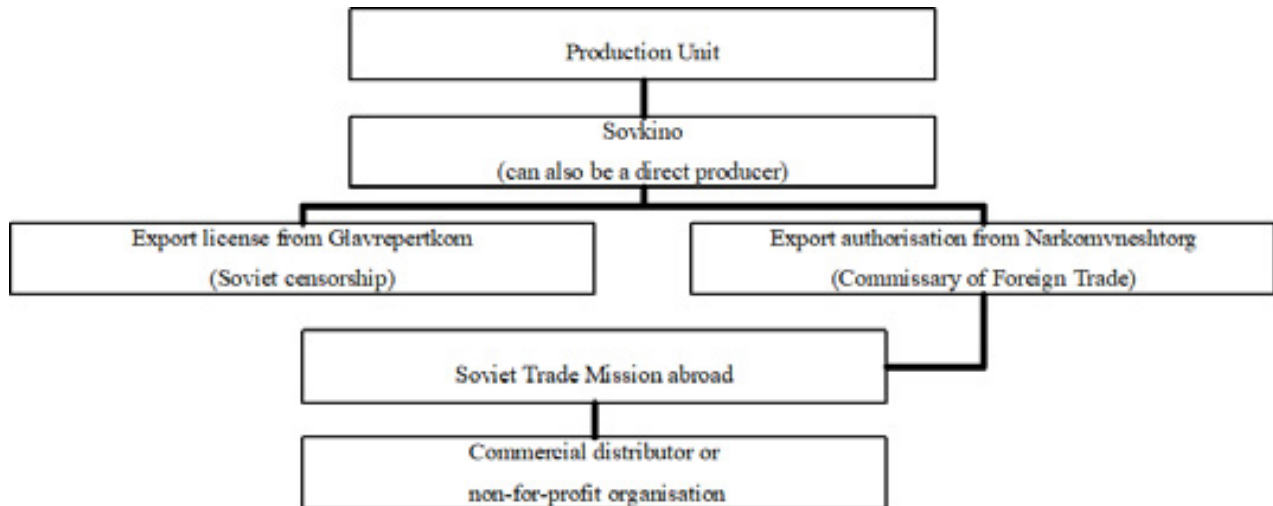 Production Unit
Sovkino
(can also be a direct producer)
Export license from Glavrepertkom
(Soviet censorship)
Export authorisation from Narkomvneshtorg
(Commissary of Foreign Trade)
Soviet Trade Mission abroad
Commercial distributor or
non-for-profit organisation